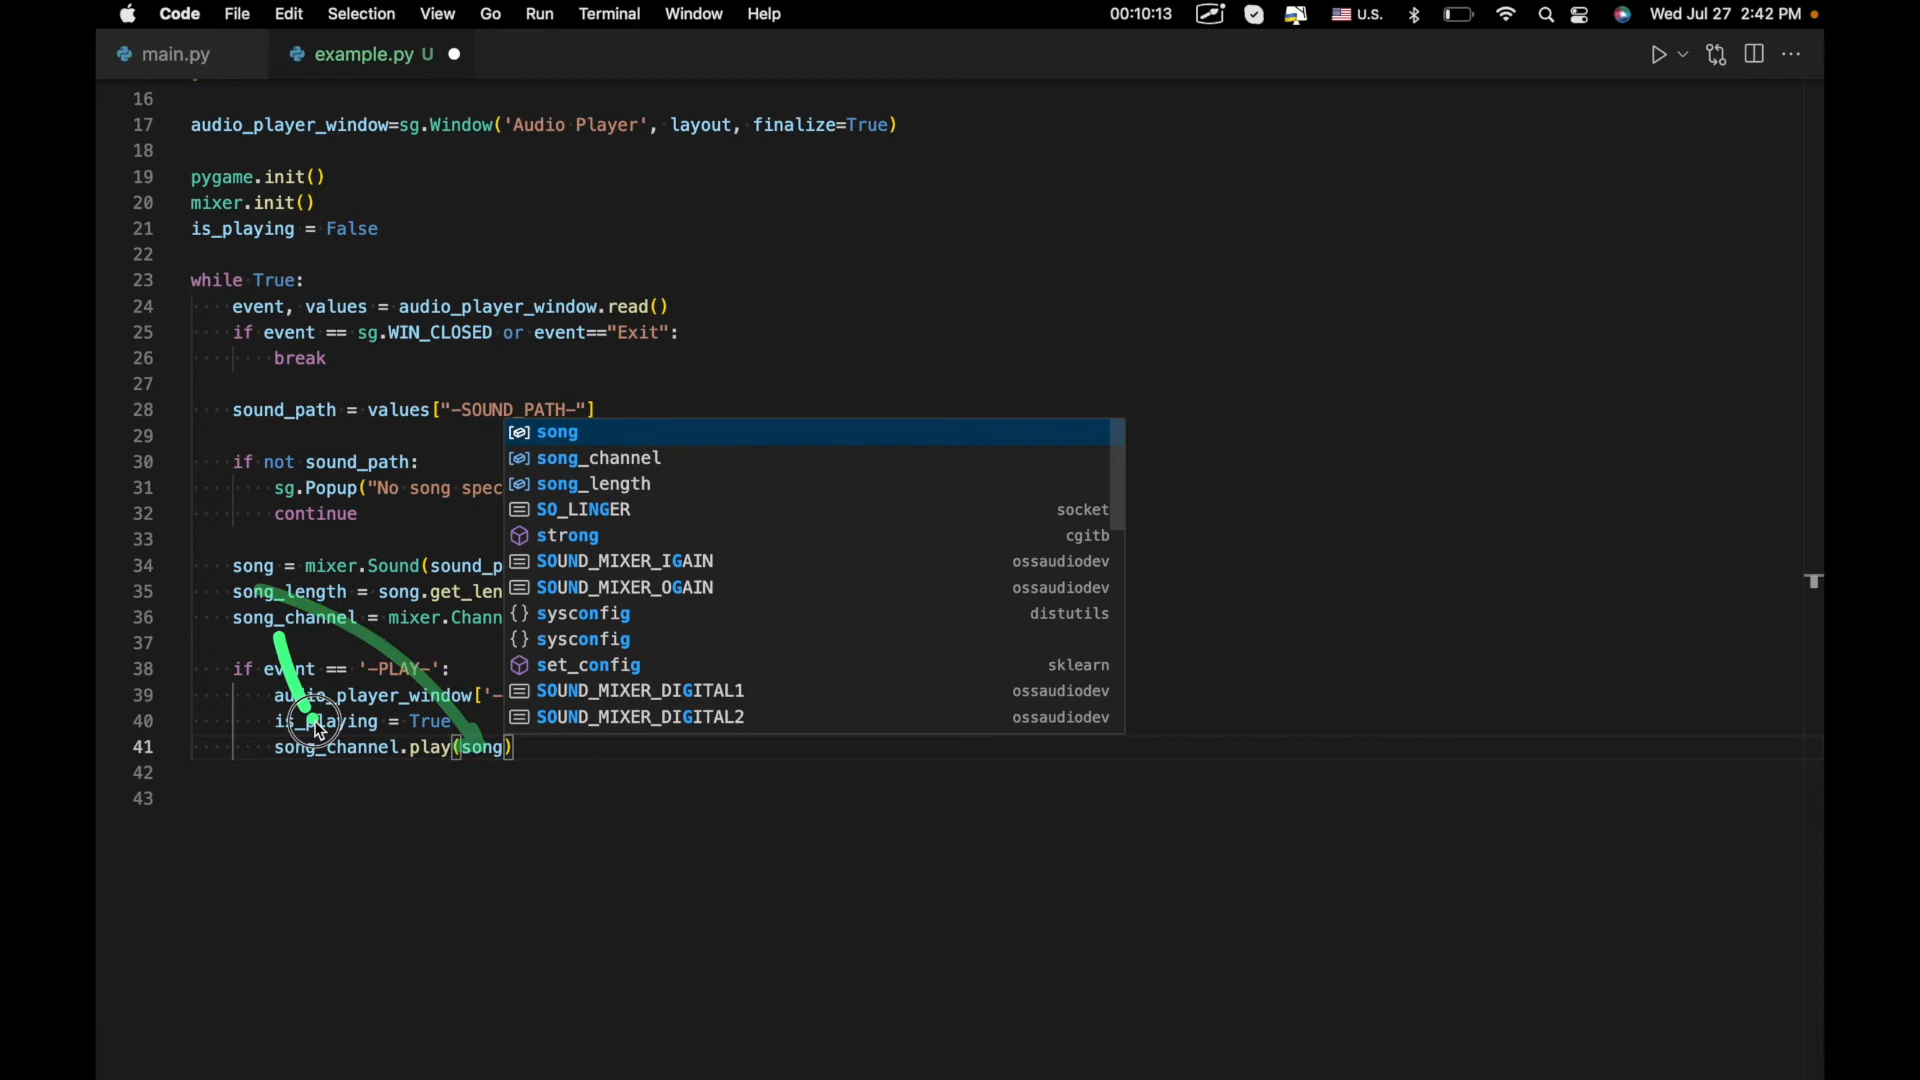 Code File Edit Selection View Go Run Terminal Window Help 00:10:13 U.S. Wed Jul 27 2:42 PM
main.py example.py U
16
17 audio_player_window=sg.Window('Audio Player', layout, finalize=True)
18
19 pygame.init()
20 mixer.init()
21 is_playing = False
22
23 while True:
24 event, values = audio_player_window.read()
25 if event == sg.WIN_CLOSED or event=="Exit":
26 break
27
28 sound_path = values["-SOUND_PATH-"]
29
30 if not sound_path:
31 sg.Popup("No song spec
32 continue
33
34 song = mixer.Sound(sound_p
35 song_length = song.get_len
36 song_channel = mixer.Chann
37
38 if event == '-PLAY-':
39 audio_player_window['-
40 is_playing = True
41 song_channel.play(song)
42
43
song
song_channel
song_length
SO_LINGER socket
strong cgitb
SOUND_MIXER_IGAIN ossaudiodev
SOUND_MIXER_OGAIN ossaudiodev
{} sysconfig distutils
{} sysconfig
set_config sklearn
SOUND_MIXER_DIGITAL1 ossaudiodev
SOUND_MIXER_DIGITAL2 ossaudiodev